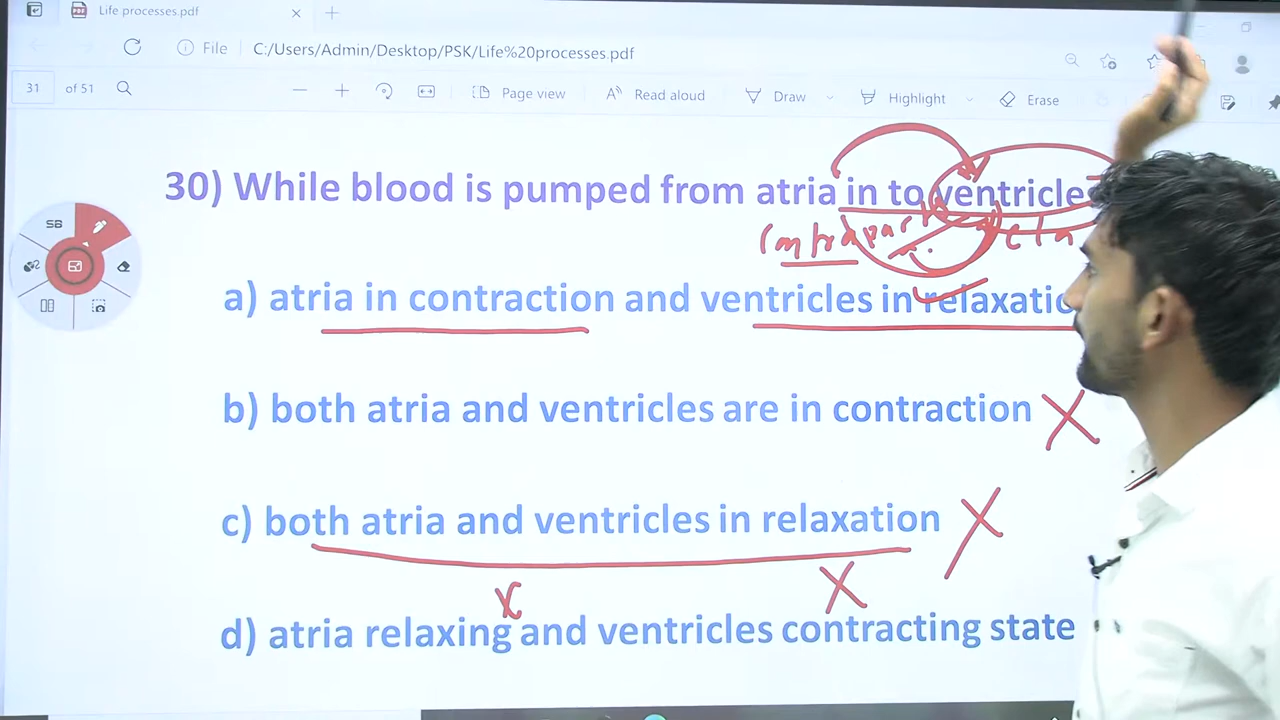 Life processes.pdf
File C:/Users/Admin/Desktop/PSK/Life%20processes.pdf
31 of 51 Page view Read aloud Draw Highlight Erase
30) While blood is pumped from atria in to ventricles
a) atria in contraction and ventricles in relaxatio
b) both atria and ventricles are in contraction
c) both atria and ventricles in relaxation
d) atria relaxing and ventricles contracting state